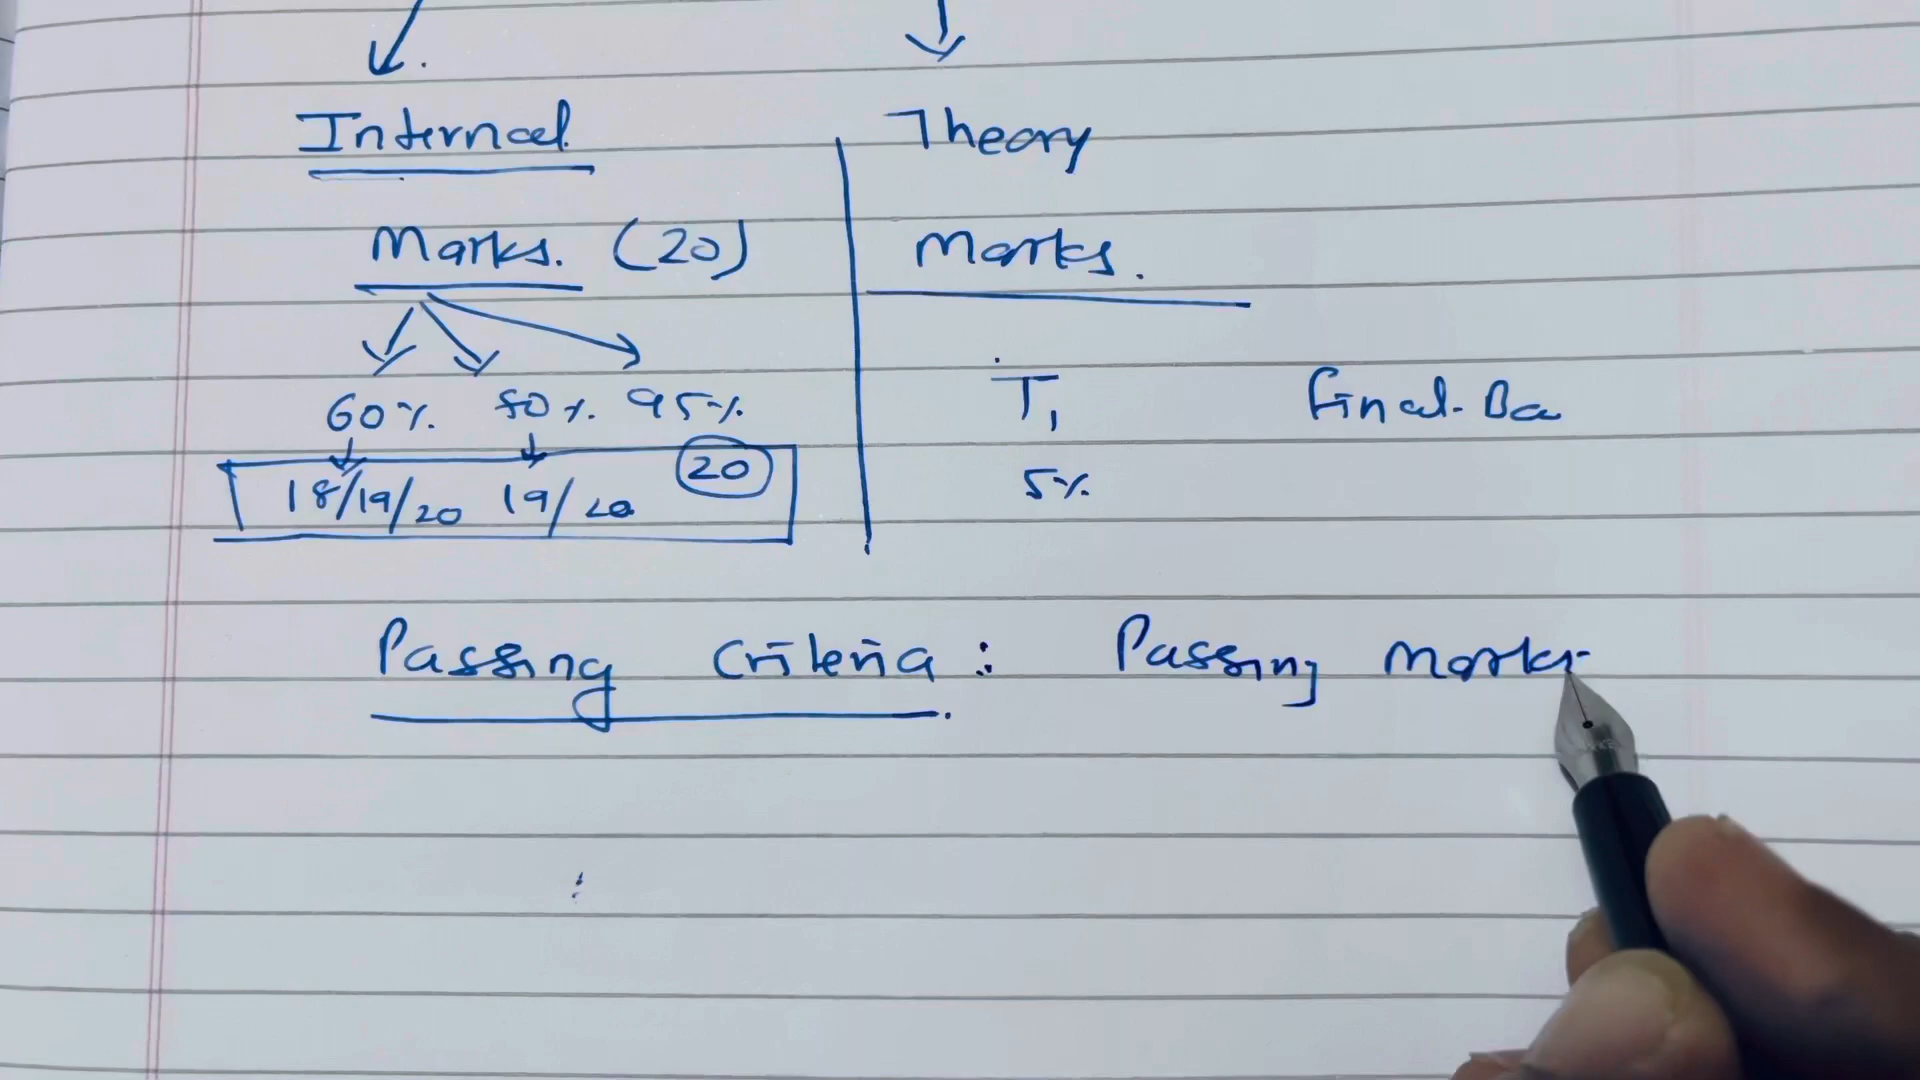 Internal Theory
Marks. (20) Marks.
60% 80% 95% T1 Final-Ba
18/19/20 19/20 20 5%
Passing Criteria : Passing Marks